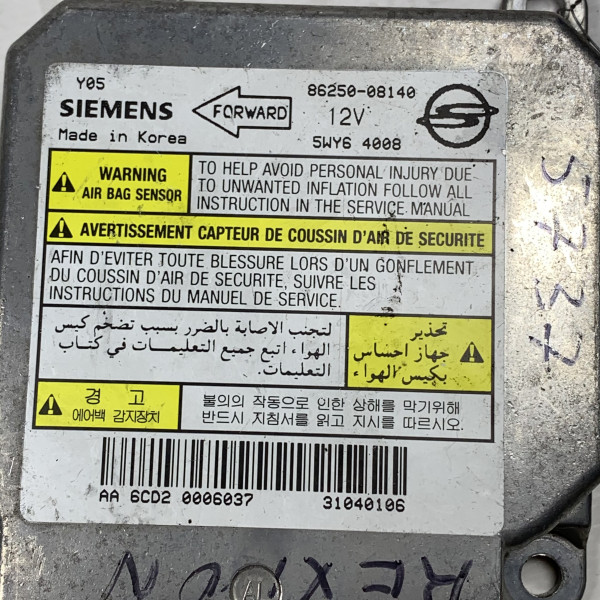 Y05
SIEMENS
FORWARD
86250-08140
12V
Made in Korea
5WY6 4008
WARNING
AIR BAG SENSOR
TO HELP AVOID PERSONAL INJURY DUE
TO UNWANTED INFLATION FOLLOW ALL
INSTRUCTION IN THE SERVICE MANUAL
AVERTISSEMENT CAPTEUR DE COUSSIN D'AIR DE SECURITE
AFIN D'EVITER TOUTE BLESSURE LORS D'UN GONFLEMENT
DU COUSSIN D'AIR DE SECURITE, SUIVRE LES
INSTRUCTIONS DU MANUEL DE SERVICE.
تحذير
جهاز احساس
بكيس الهواء
لتجنب الاصابة بالضرر بسبب تضخم كيس
الهواء اتبع جميع التعليمات في كتاب
التعليمات.
경 고
에어백 감지장치
불의의 작동으로 인한 상해를 막기위해
반드시 지침서를 읽고 지시를 따르시오.
AA 6CD2 0006037
31040106
5737
REXTON